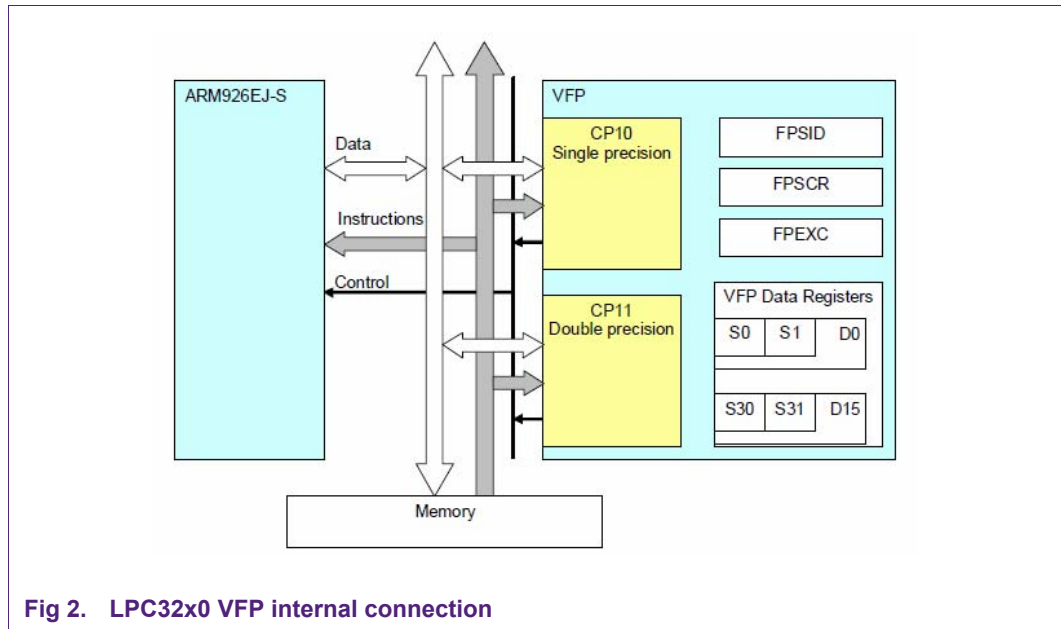 ARM926EJ-S
Data
Instructions
Control
VFP
CP10
Single precision
CP11
Double precision
FPSID
FPSCR
FPEXC
VFP Data Registers
S0 S1 D0
S30 S31 D15
Memory
Fig 2. LPC32x0 VFP internal connection